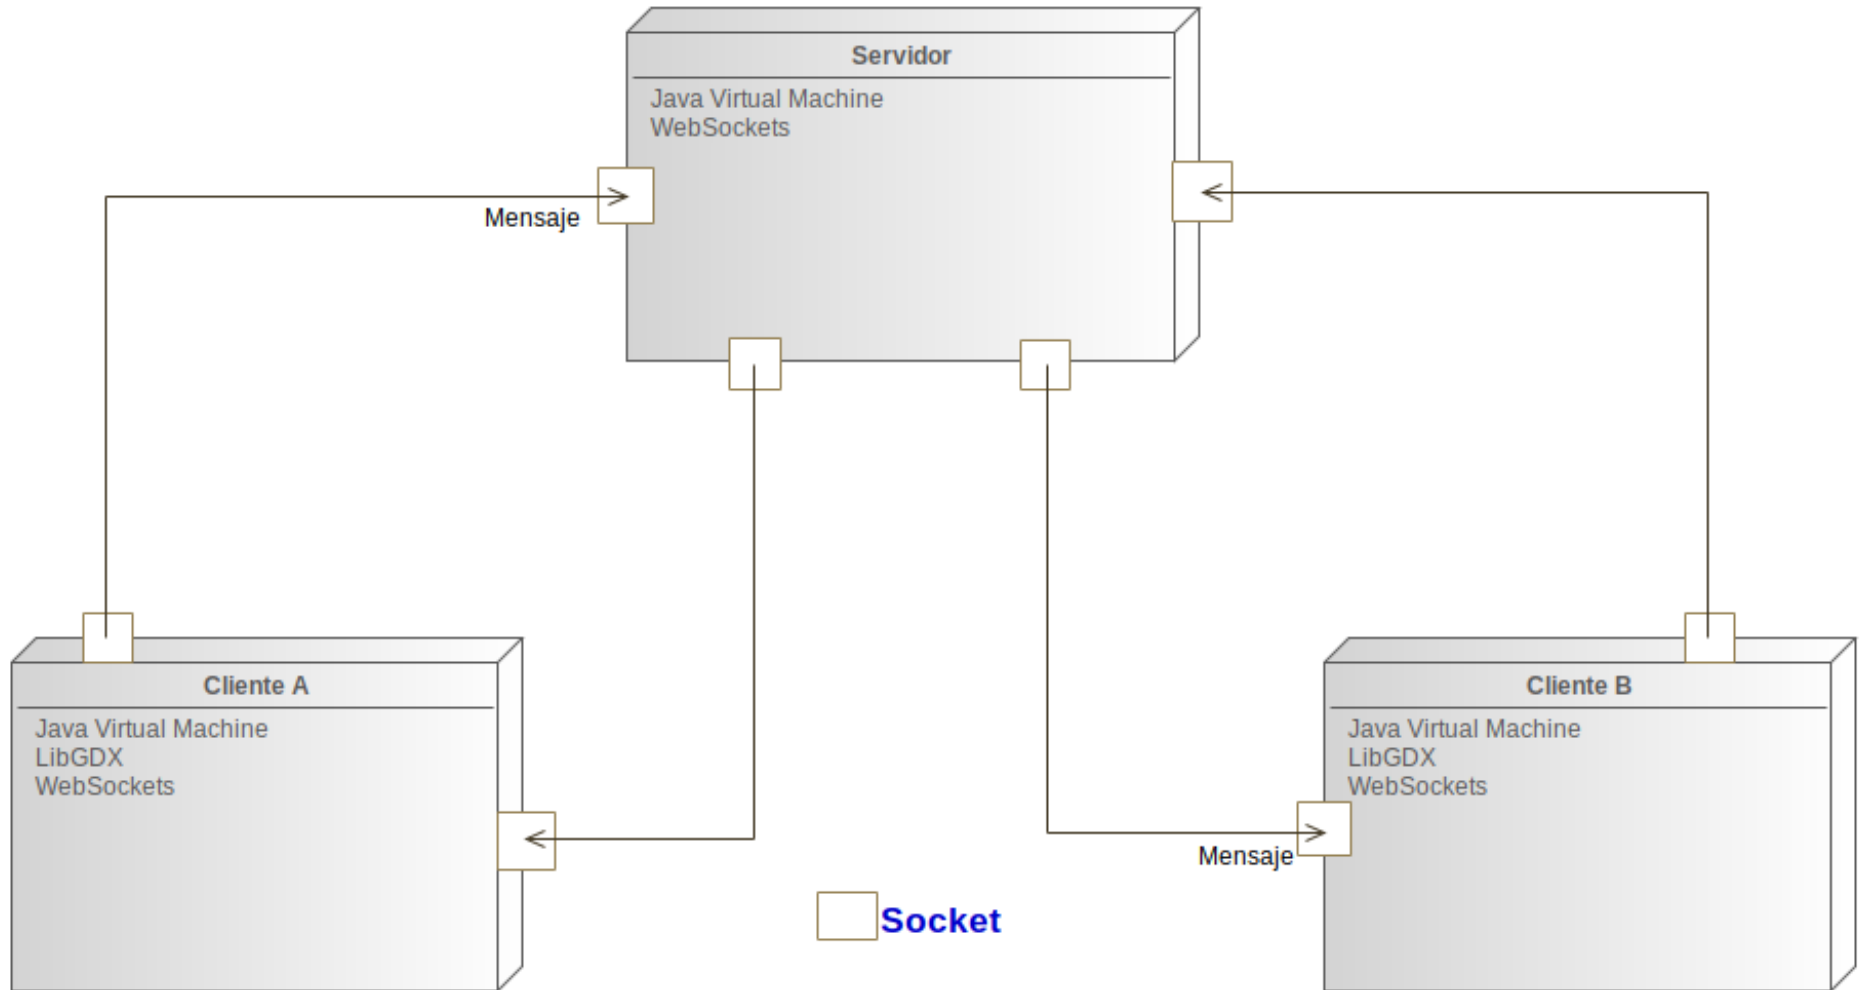 Servidor
Java Virtual Machine
WebSockets
Mensaje
Cliente A
Java Virtual Machine
LibGDX
WebSockets
Cliente B
Java Virtual Machine
LibGDX
WebSockets
Mensaje
Socket